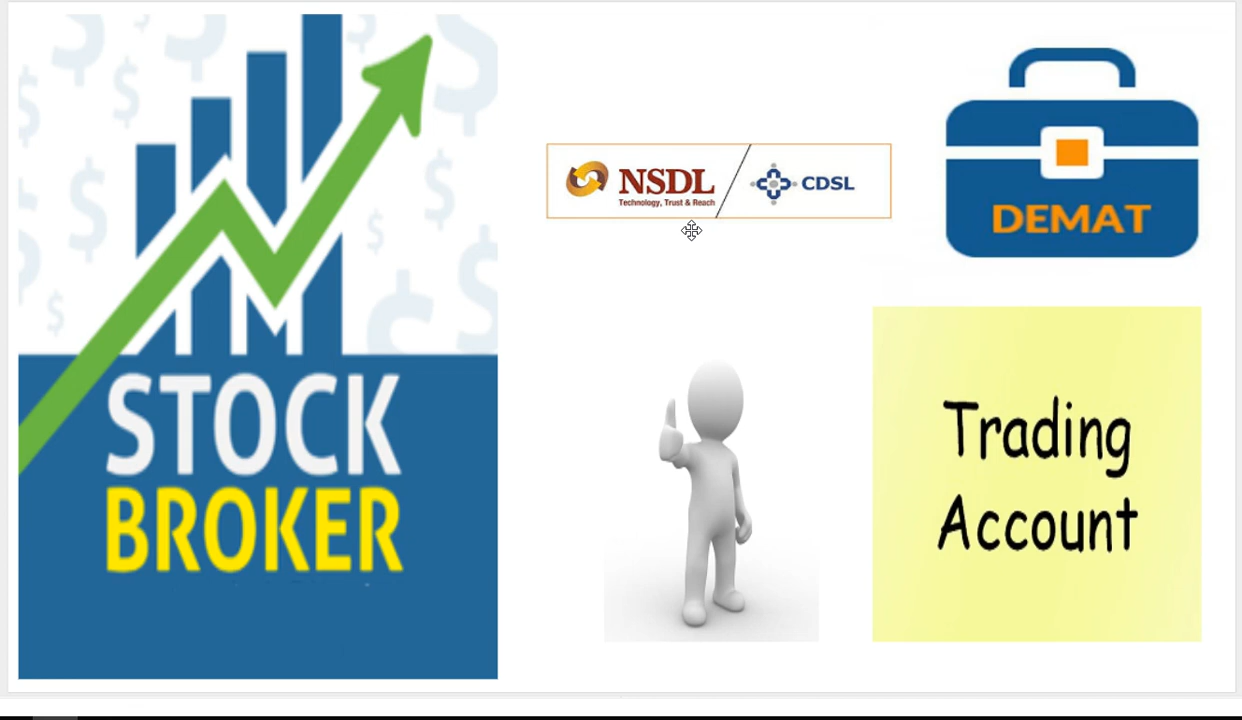 STOCK
BROKER
NSDL
Technology, Trust & Reach
CDSL
DEMAT
Trading
Account